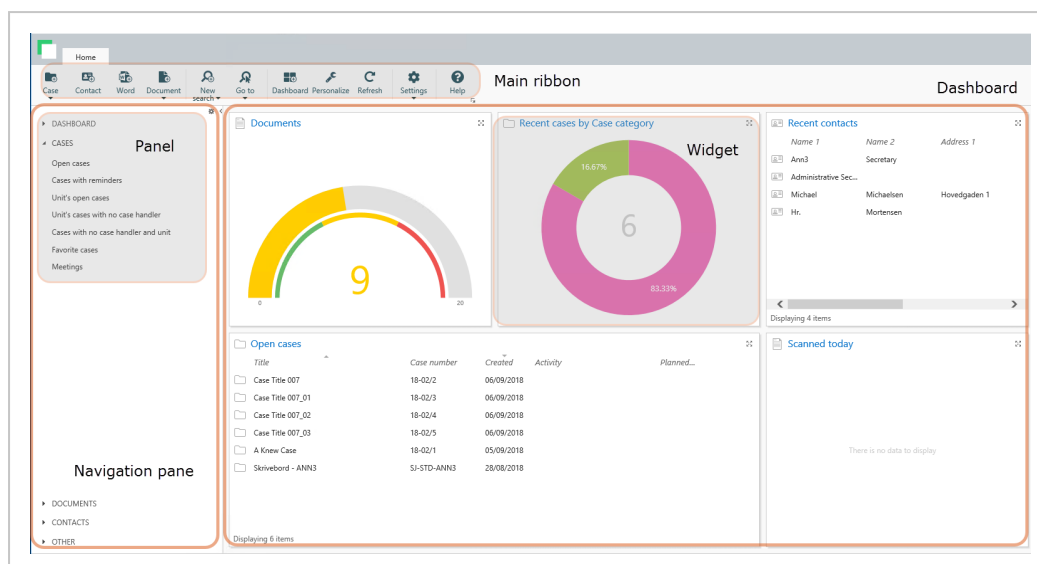 Home
Main ribbon
Dashboard
Case Contact Word Document New search Go to Dashboard Personalize Refresh Settings Help
DASHBOARD
CASES
Panel
Open cases
Cases with reminders
Unit's open cases
Unit's cases with no case handler
Cases with no case handler and unit
Favorite cases
Meetings
Navigation pane
DOCUMENTS
CONTACTS
OTHER
Documents
9
0 20
Recent cases by Case category
Widget
16.67%
6
83.33%
Recent contacts
Name 1 Name 2 Address 1
Ann3 Secretary
Administrative Sec...
Michael Michaelsen Hovedgaden 1
Hr. Mortensen
Displaying 4 items
Open cases
Title Case number Created Activity Planned...
Case Title 007 18-02/2 06/09/2018
Case Title 007_01 18-02/3 06/09/2018
Case Title 007_02 18-02/4 06/09/2018
Case Title 007_03 18-02/5 06/09/2018
A Knew Case 18-02/1 05/09/2018
Skrivebord - ANN3 SJ-STD-ANN3 28/08/2018
Displaying 6 items
Scanned today
There is no data to display